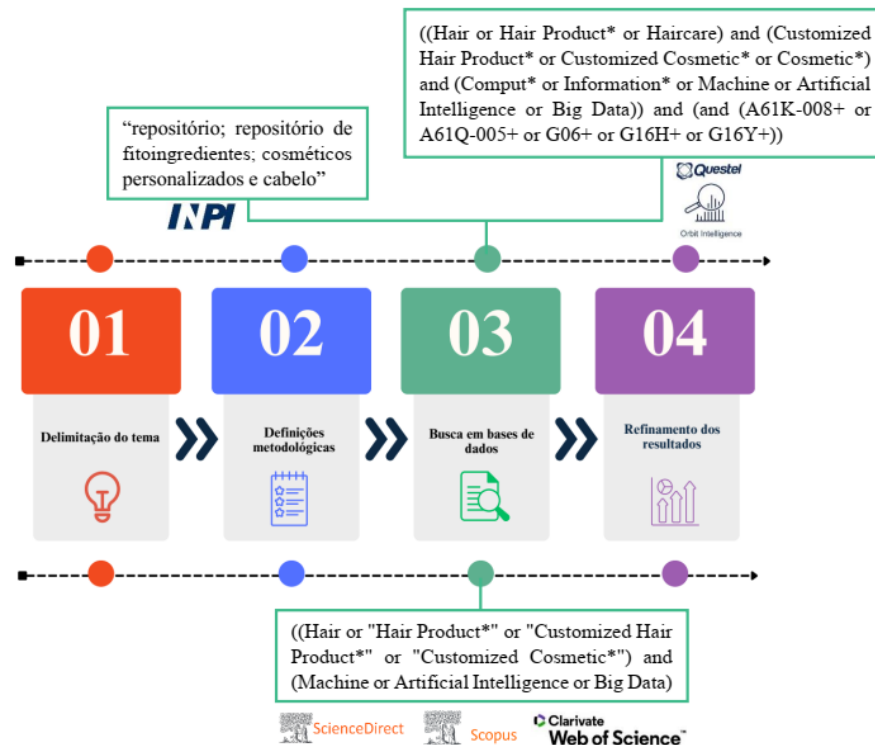 ((Hair or Hair Product* or Haircare) and (Customized
Hair Product* or Customized Cosmetic* or Cosmetic*)
and (Comput* or Information* or Machine or Artificial
Intelligence or Big Data)) and (and (A61K-008+ or
A61Q-005+ or G06+ or G16H+ or G16Y+))
“repositório; repositório de
fitoingredientes; cosméticos
personalizados e cabelo”
INPI
Questel
Orbit Intelligence
01
02
03
04
Delimitação do tema
Definições
metodológicas
Busca em bases de
dados
Refinamento dos
resultados
((Hair or "Hair Product*" or "Customized Hair
Product*" or "Customized Cosmetic*") and
(Machine or Artificial Intelligence or Big Data)
ScienceDirect
Scopus
Clarivate
Web of Science™